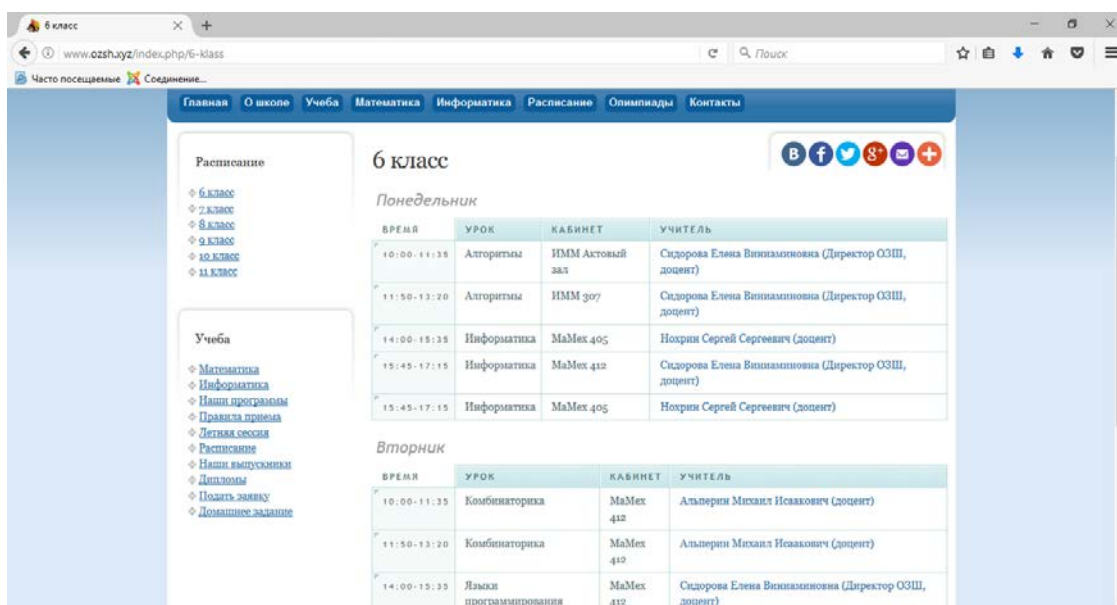 6 класс
www.ozsh.xyz/index.php/6-klass
Поиск
Часто посещаемые Соединение...
Главная О школе Учеба Математика Информатика Расписание Олимпиады Контакты
Расписание
6 класс
7 класс
8 класс
9 класс
10 класс
11 класс
Учеба
Математика
Информатика
Наши программы
Правила приема
Летняя сессия
Расписание
Наши выпускники
Дипломы
Подать заявку
Домашнее задание
6 класс
Понедельник
ВРЕМЯ УРОК КАБИНЕТ УЧИТЕЛЬ
10:00-11:35 Алгоритмы ИММ Актовый зал Сидорова Елена Виниаминовна (Директор ОЗШ,
доцент)
11:50-13:20 Алгоритмы ИММ 307 Сидорова Елена Виниаминовна (Директор ОЗШ,
доцент)
14:00-15:35 Информатика МаМех 405 Нохрин Сергей Сергеевич (доцент)
15:45-17:15 Информатика МаМех 412 Сидорова Елена Виниаминовна (Директор ОЗШ,
доцент)
15:45-17:15 Информатика МаМех 405 Нохрин Сергей Сергеевич (доцент)
Вторник
ВРЕМЯ УРОК КАБИНЕТ УЧИТЕЛЬ
10:00-11:35 Комбинаторика МаМех Альперин Михаил Исаакович (доцент)
412
11:50-13:20 Комбинаторика МаМех Альперин Михаил Исаакович (доцент)
412
14:00-15:35 Языки МаМех Сидорова Елена Виниаминовна (Директор ОЗШ,
программирования 412 доцент)